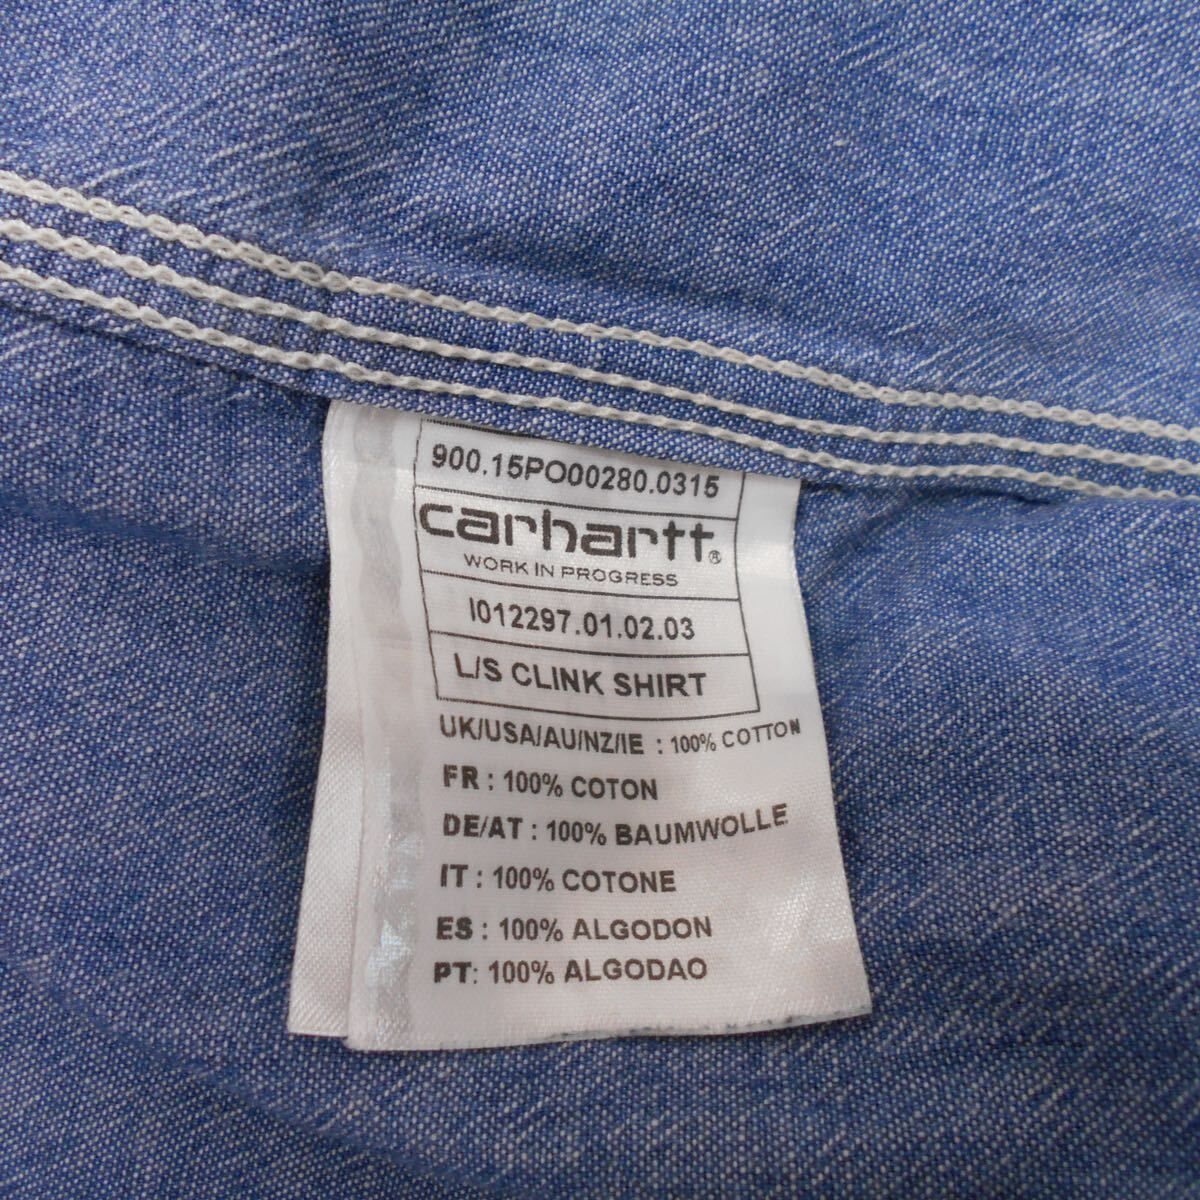 900.15PO00280.0315
carhartt®
WORK IN PROGRESS
I012297.01.02.03
L/S CLINK SHIRT
UK/USA/AU/NZ/IE : 100% COTTON
FR : 100% COTON
DE/AT : 100% BAUMWOLLE
IT : 100% COTONE
ES : 100% ALGODON
PT: 100% ALGODAO